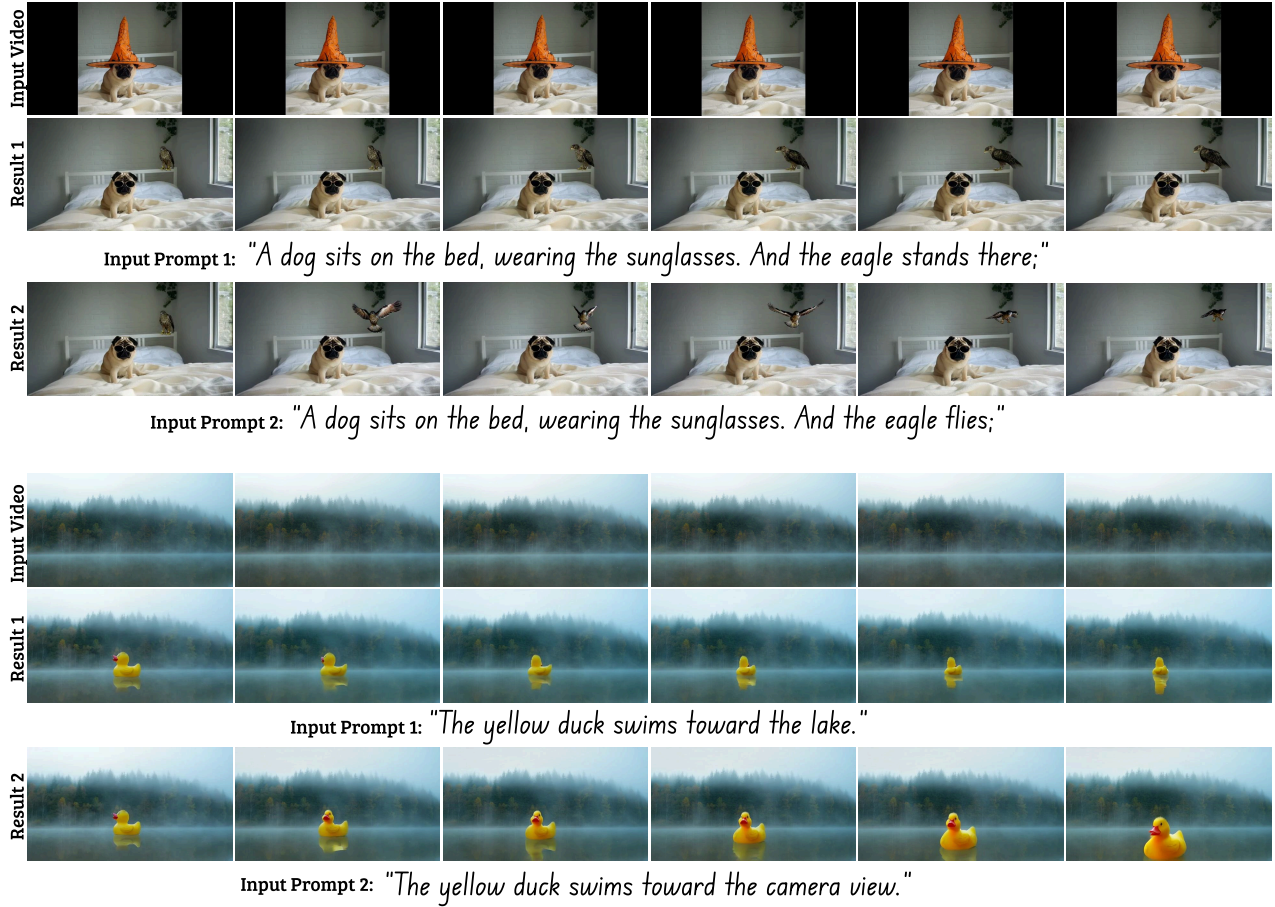 Input Video
Result 1
Input Prompt 1: "A dog sits on the bed, wearing the sunglasses. And the eagle stands there;"
Result 2
Input Prompt 2: "A dog sits on the bed, wearing the sunglasses. And the eagle flies;"
Input Video
Result 1
Input Prompt 1: "The yellow duck swims toward the lake."
Result 2
Input Prompt 2: "The yellow duck swims toward the camera view."